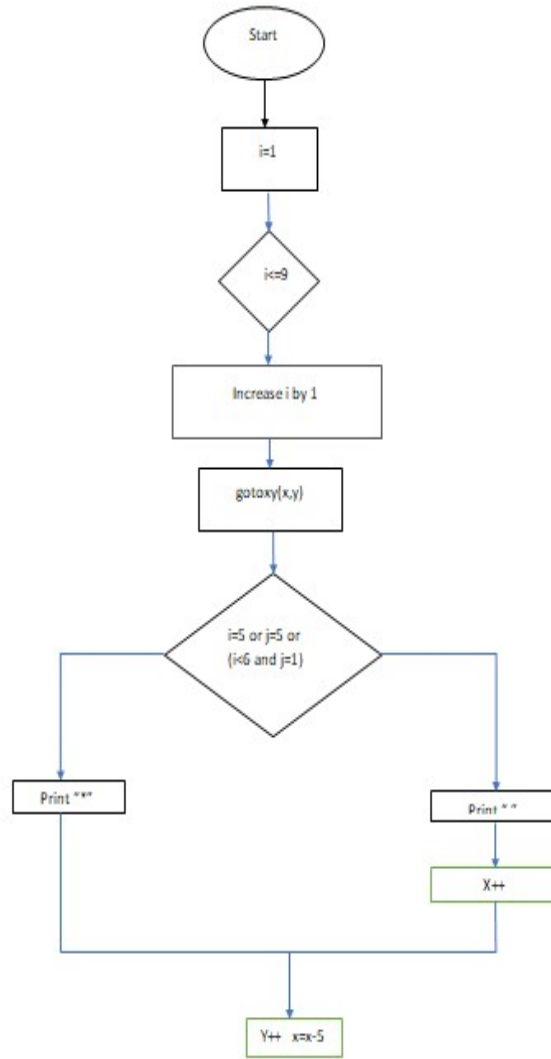 Start
i=1
i<=9
Increase i by 1
gotoxy(x,y)
i=5 or j=5 or
(i<6 and j=1)
Print "*"
Print " "
X++
Y++ x=x-5